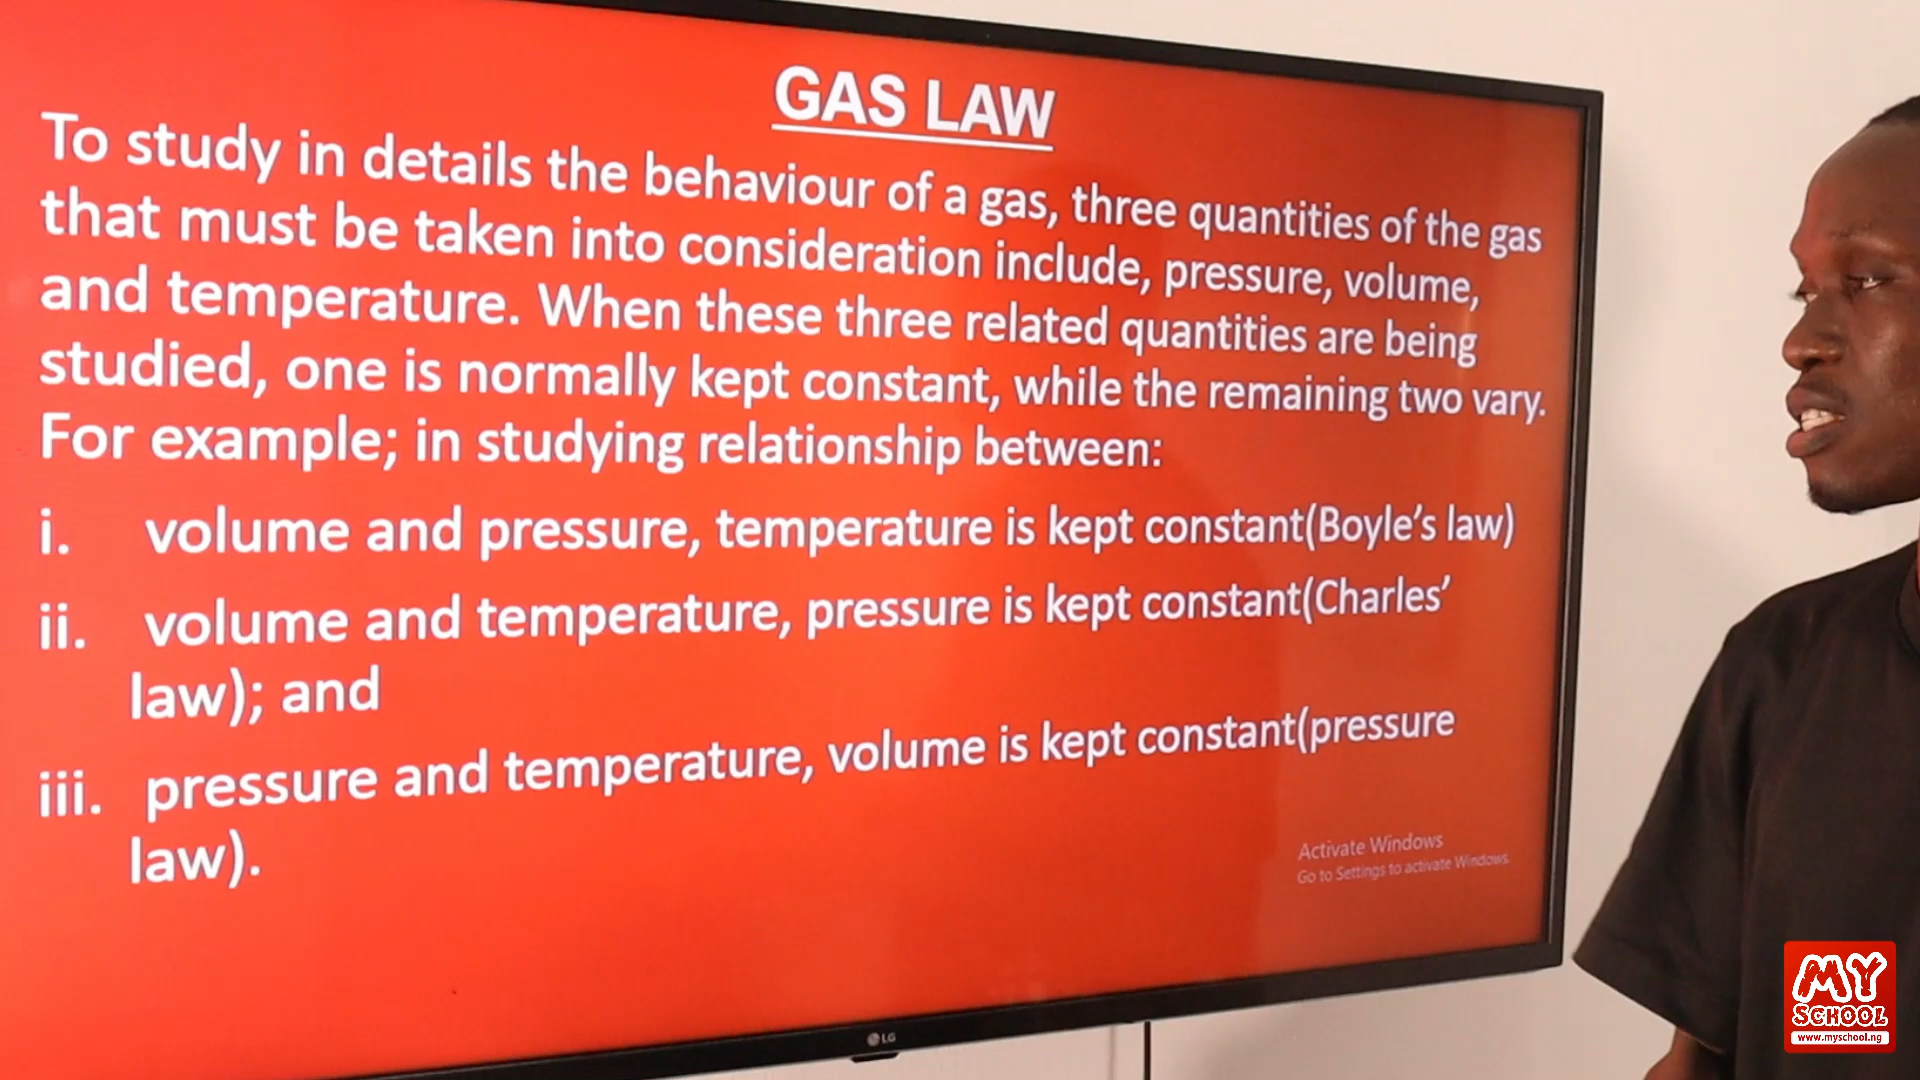 GAS LAW
To study in details the behaviour of a gas, three quantities of the gas
that must be taken into consideration include, pressure, volume,
and temperature. When these three related quantities are being
studied, one is normally kept constant, while the remaining two vary.
For example; in studying relationship between:
i. volume and pressure, temperature is kept constant(Boyle's law)
ii. volume and temperature, pressure is kept constant(Charles'
law); and
iii. pressure and temperature, volume is kept constant(pressure
law).
Activate Windows
Go to Settings to activate Windows.
LG
MY
SCHOOL
www.myschool.ng